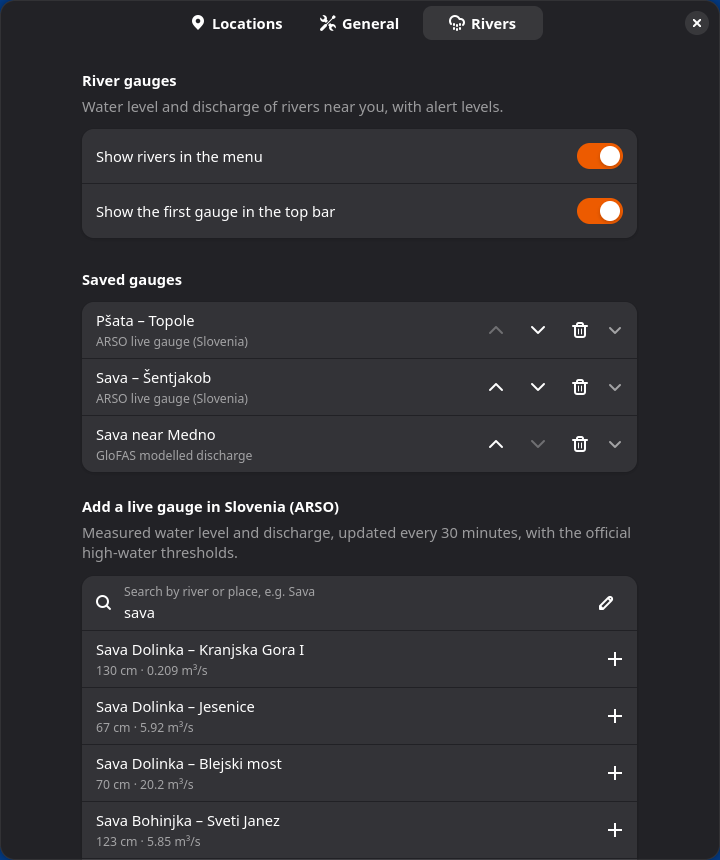 Locations
General
Rivers
River gauges
Water level and discharge of rivers near you, with alert levels.
Show rivers in the menu
Show the first gauge in the top bar
Saved gauges
Pšata – Topole
ARSO live gauge (Slovenia)
Sava – Šentjakob
ARSO live gauge (Slovenia)
Sava near Medno
GloFAS modelled discharge
Add a live gauge in Slovenia (ARSO)
Measured water level and discharge, updated every 30 minutes, with the official
high-water thresholds.
Search by river or place, e.g. Sava
sava
Sava Dolinka – Kranjska Gora I
130 cm · 0.209 m³/s
Sava Dolinka – Jesenice
67 cm · 5.92 m³/s
Sava Dolinka – Blejski most
70 cm · 20.2 m³/s
Sava Bohinjka – Sveti Janez
123 cm · 5.85 m³/s